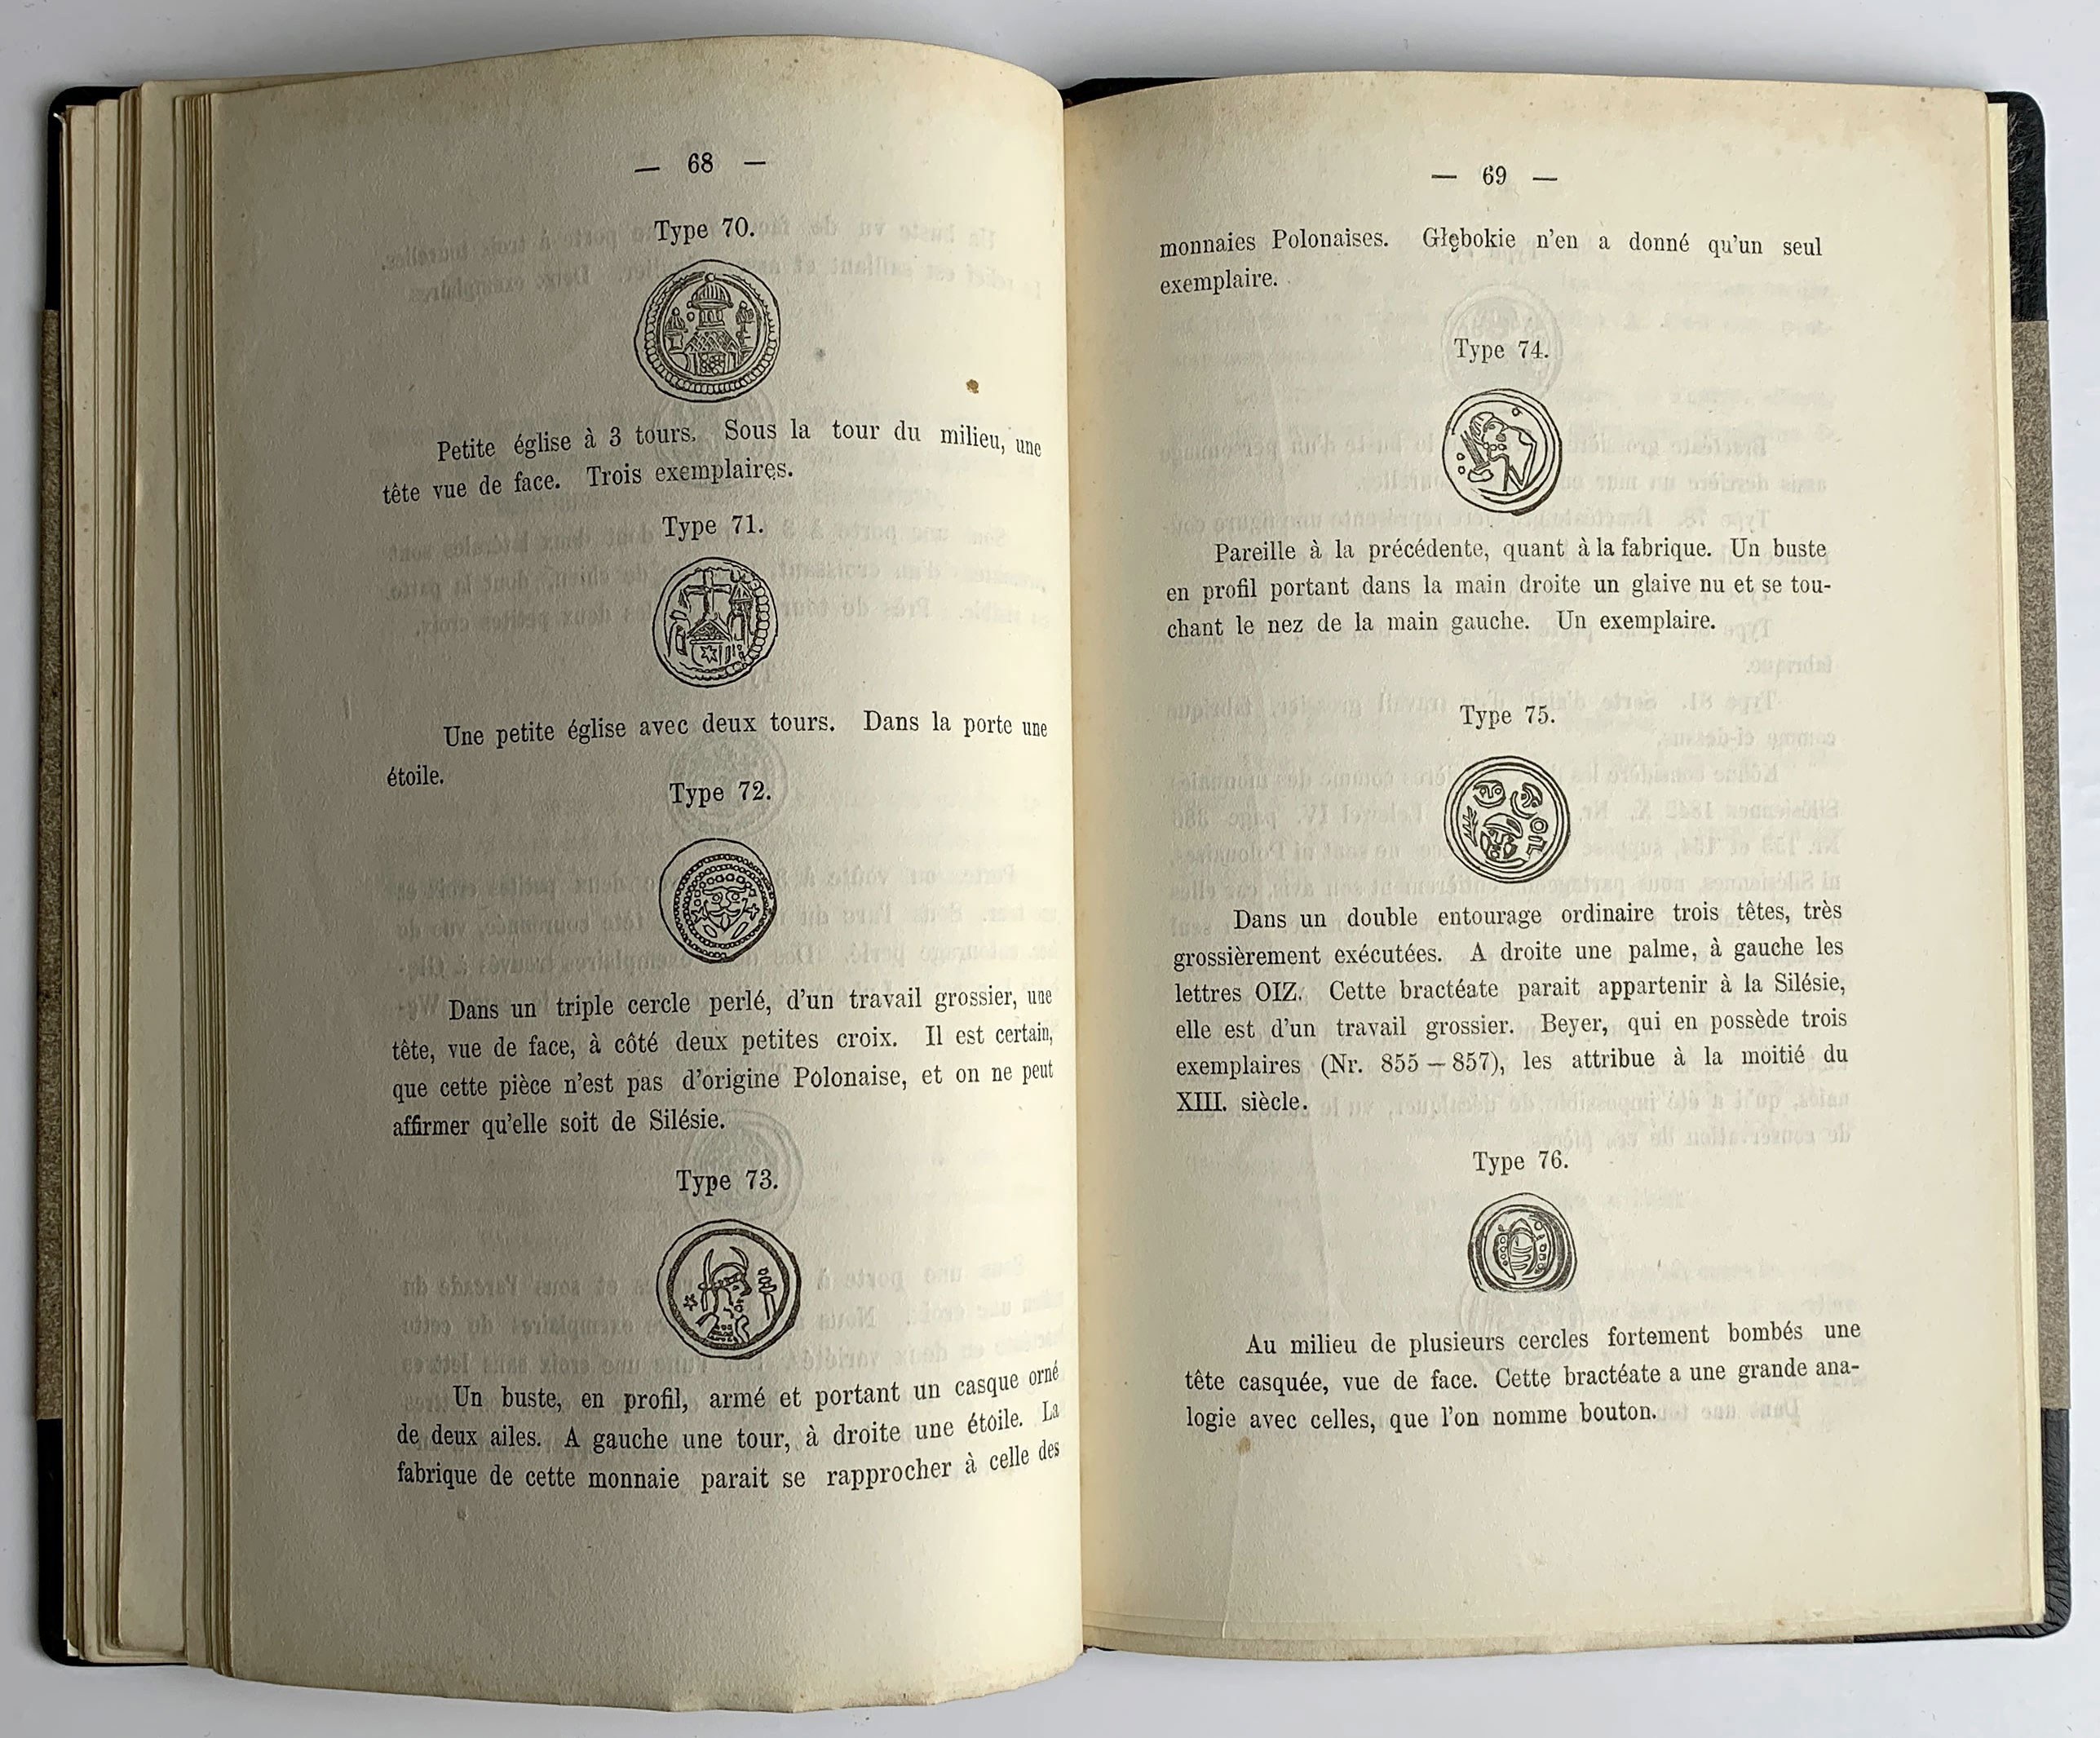 — 68 —
Type 70.
Petite église à 3 tours. Sous la tour du milieu, une
tête vue de face. Trois exemplaires.
Type 71.
Une petite église avec deux tours. Dans la porte une
étoile.
Type 72.
Dans un triple cercle perlé, d'un travail grossier, une
tête, vue de face, à côté deux petites croix. Il est certain,
que cette pièce n'est pas d'origine Polonaise, et on ne peut
affirmer qu'elle soit de Silésie.
Type 73.
Un buste, en profil, armé et portant un casque orné
de deux ailes. A gauche une tour, à droite une étoile. La
fabrique de cette monnaie parait se rapprocher à celle des
— 69 —
monnaies Polonaises. Głębokie n'en a donné qu'un seul
exemplaire.
Type 74.
Pareille à la précédente, quant à la fabrique. Un buste
en profil portant dans la main droite un glaive nu et se tou-
chant le nez de la main gauche. Un exemplaire.
Type 75.
OIZ
Dans un double entourage ordinaire trois têtes, très
grossièrement exécutées. A droite une palme, à gauche les
lettres OIZ. Cette bractéate parait appartenir à la Silésie,
elle est d'un travail grossier. Beyer, qui en possède trois
exemplaires (Nr. 855 — 857), les attribue à la moitié du
XIII. siècle.
Type 76.
Au milieu de plusieurs cercles fortement bombés une
tête casquée, vue de face. Cette bractéate a une grande ana-
logie avec celles, que l'on nomme bouton.